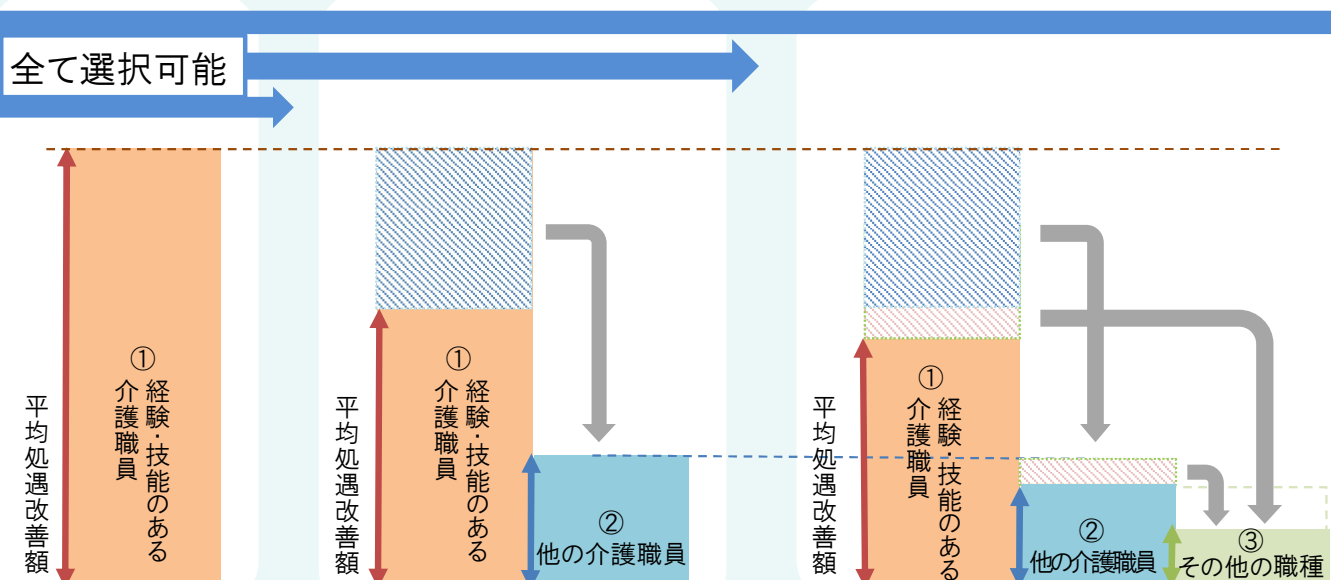 全て選択可能
平均処遇改善額
①
経験・技能のある
介護職員
平均処遇改善額
①
経験・技能のある
介護職員
②
他の介護職員
平均処遇改善額
①
経験・技能のある
介護職員
②
他の介護職員
③
その他の職種